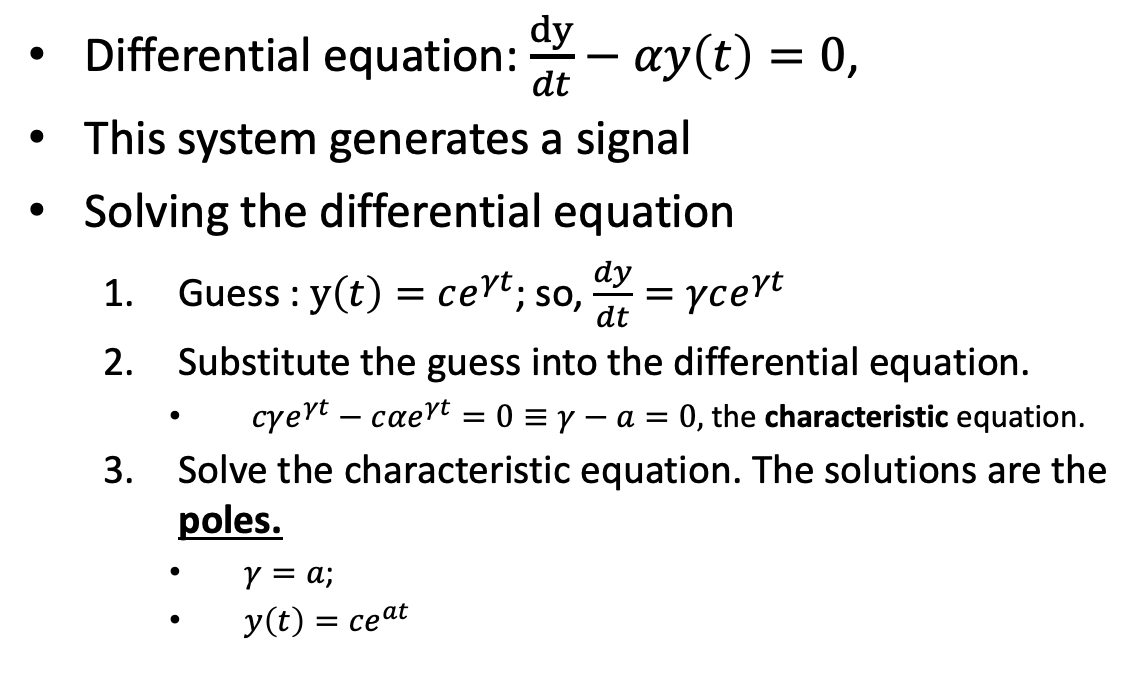 • Differential equation: dy/dt − αy(t) = 0,
• This system generates a signal
• Solving the differential equation
1. Guess : y(t) = ce^{γt}; so, dy/dt = γce^{γt}
2. Substitute the guess into the differential equation.
• cγe^{γt} − cαe^{γt} = 0 ≡ γ − a = 0, the characteristic equation.
3. Solve the characteristic equation. The solutions are the
poles.
• γ = a;
• y(t) = ce^{at}